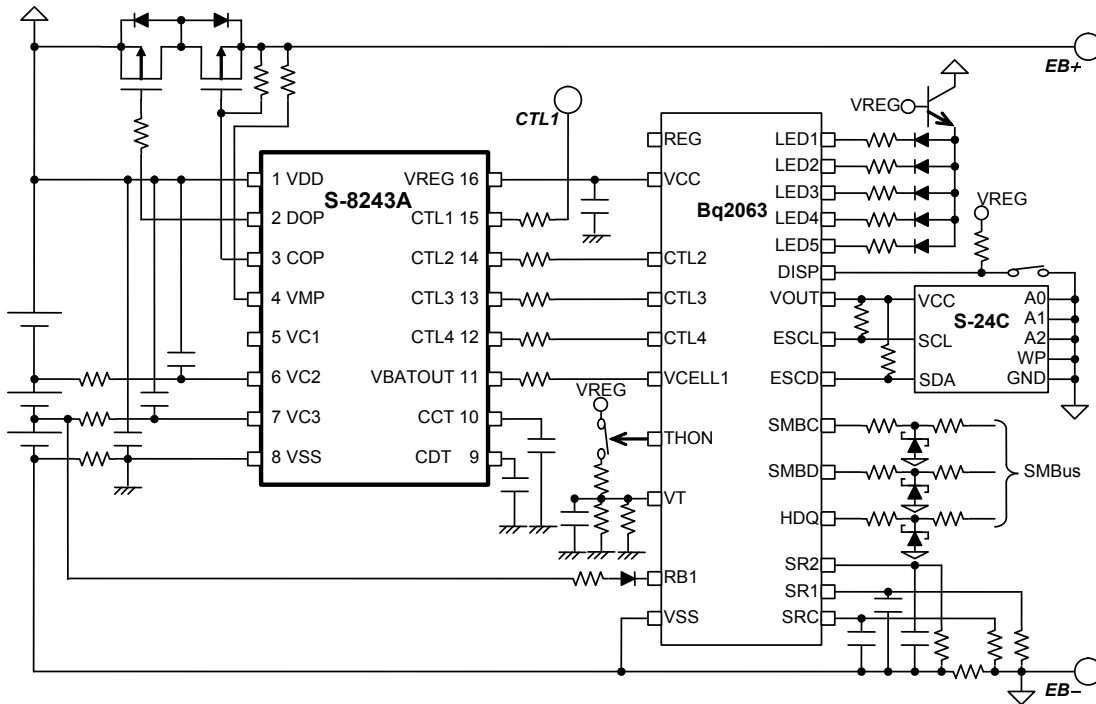 EB+
CTL1
VREG
S-8243A
1 VDD
2 DOP
3 COP
4 VMP
5 VC1
6 VC2
7 VC3
8 VSS
VREG 16
CTL1 15
CTL2 14
CTL3 13
CTL4 12
VBATOUT 11
CCT 10
CDT 9
Bq2063
REG
VCC
CTL2
CTL3
CTL4
VCELL1
VREG
THON
VT
RB1
VSS
LED1
LED2
LED3
LED4
LED5
DISP
VOUT
ESCL
ESCD
SMBC
SMBD
HDQ
SR2
SR1
SRC
VREG
S-24C
VCC
SCL
SDA
A0
A1
A2
WP
GND
SMBus
EB−